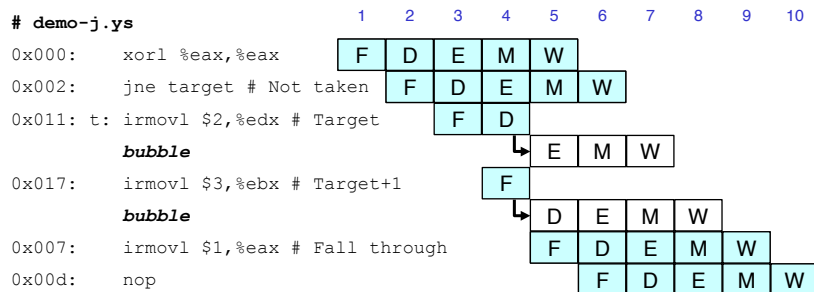 # demo-j.ys 1 2 3 4 5 6 7 8 9 10
0x000: xorl %eax,%eax F D E M W
0x002: jne target # Not taken F D E M W
0x011: t: irmovl $2,%edx # Target F D
bubble E M W
0x017: irmovl $3,%ebx # Target+1 F
bubble D E M W
0x007: irmovl $1,%eax # Fall through F D E M W
0x00d: nop F D E M W